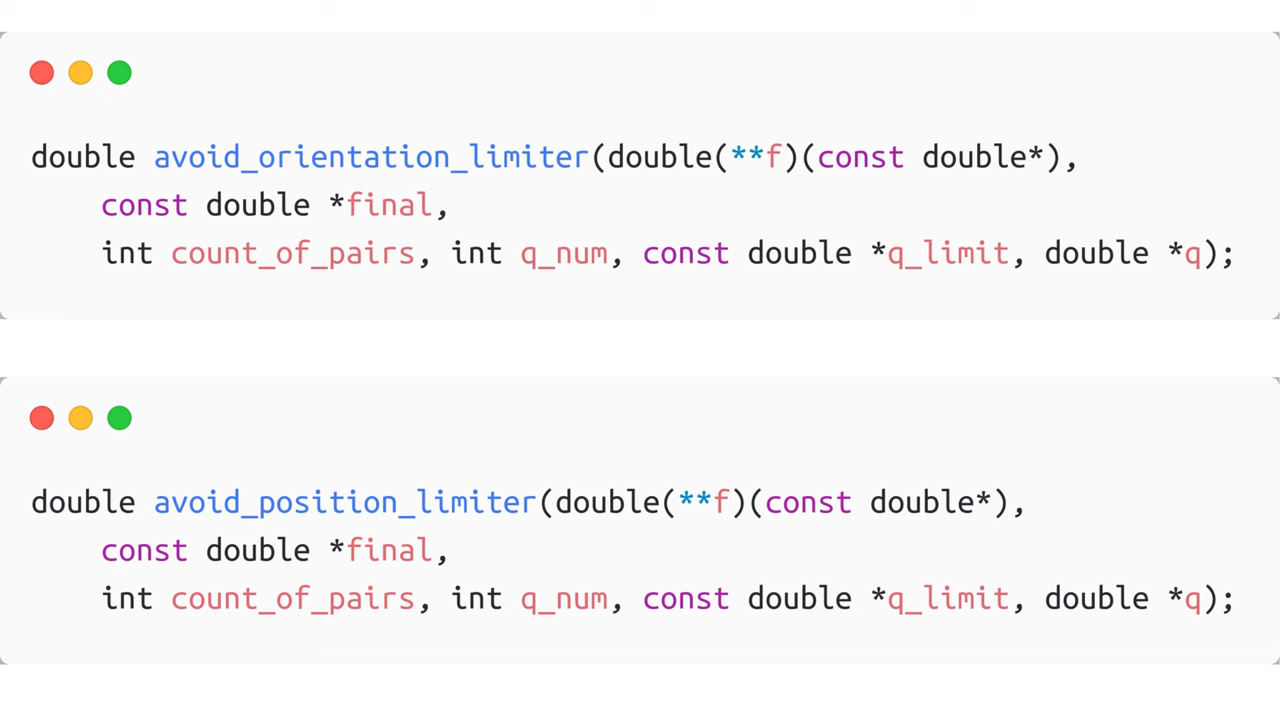 double avoid_orientation_limiter(double(**f)(const double*),
const double *final,
int count_of_pairs, int q_num, const double *q_limit, double *q);
double avoid_position_limiter(double(**f)(const double*),
const double *final,
int count_of_pairs, int q_num, const double *q_limit, double *q);